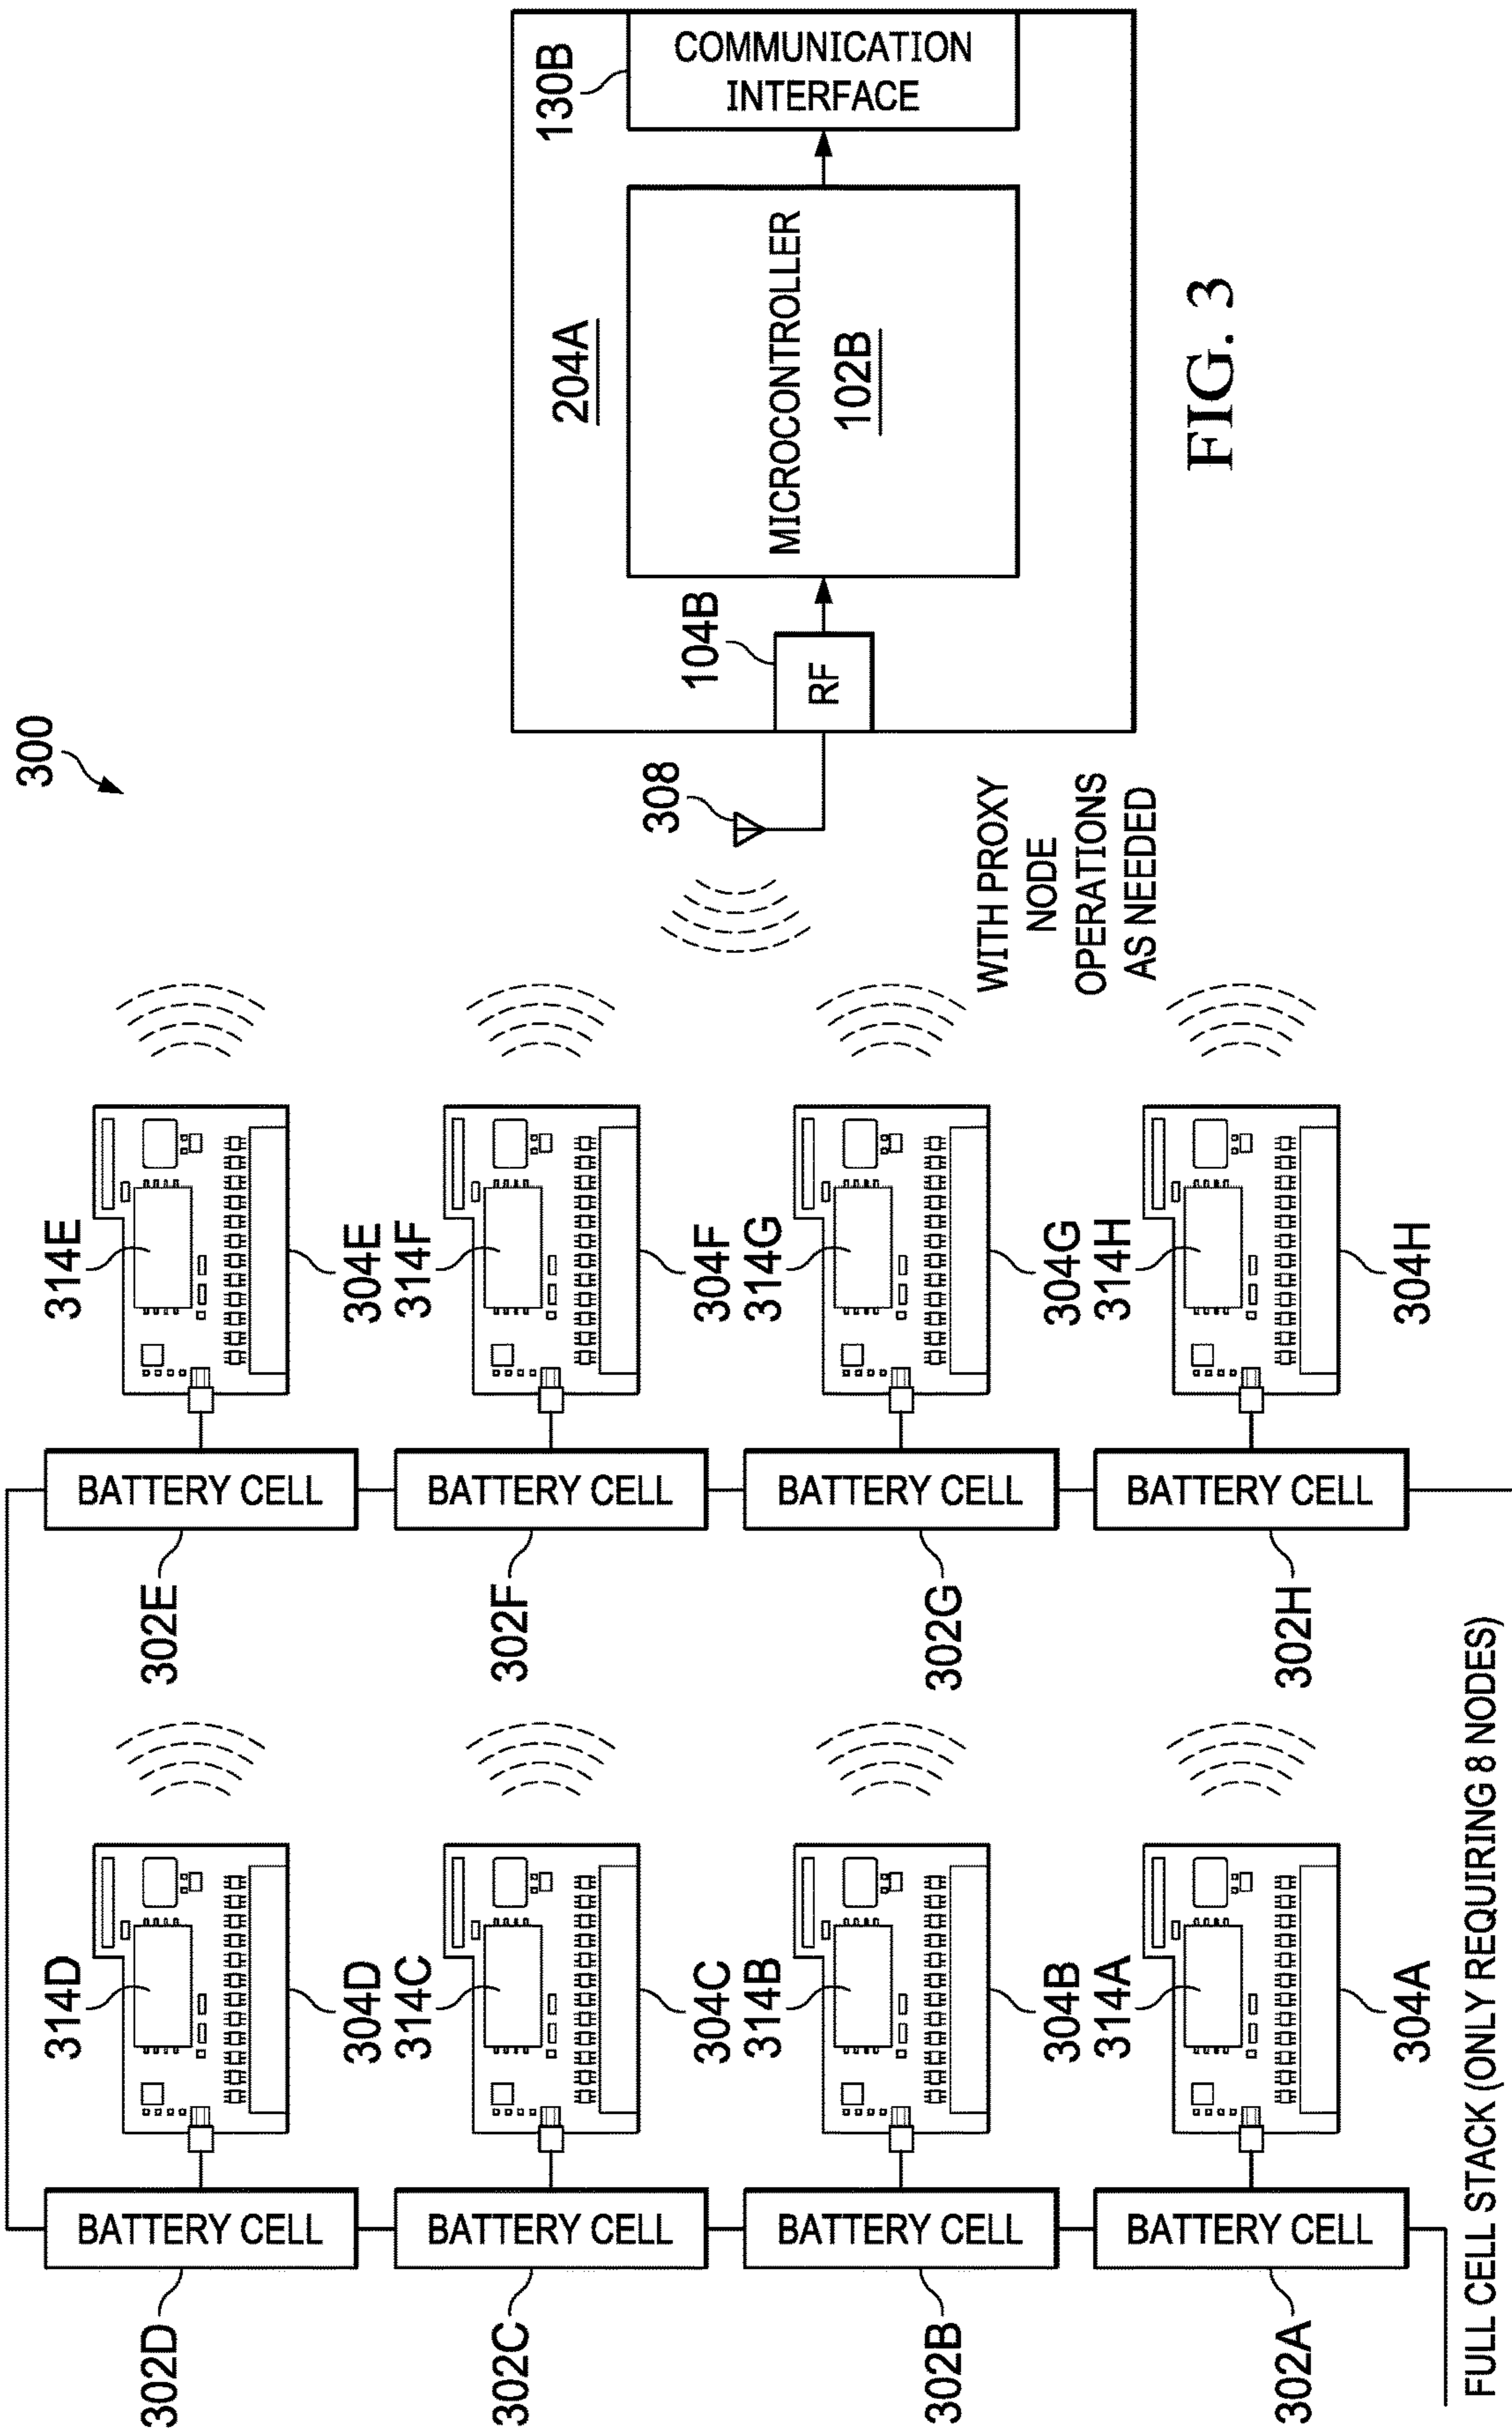 300
314D
304D
314C
304C
314B
304B
314A
304A
BATTERY CELL
BATTERY CELL
BATTERY CELL
BATTERY CELL
302D
302C
302B
302A
314E
304E
314F
304F
314G
304G
314H
304H
BATTERY CELL
BATTERY CELL
BATTERY CELL
BATTERY CELL
302E
302F
302G
302H
FULL CELL STACK (ONLY REQUIRING 8 NODES)
308
WITH PROXY
NODE
OPERATIONS
AS NEEDED
104B
RF
204A
MICROCONTROLLER
102B
130B
COMMUNICATION
INTERFACE
FIG. 3